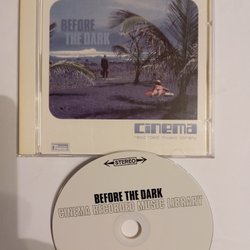 BEFORE
THE DARK
cinema
STEREO
BEFORE THE DARK
CINEMA RECORDED MUSIC LIBRARY